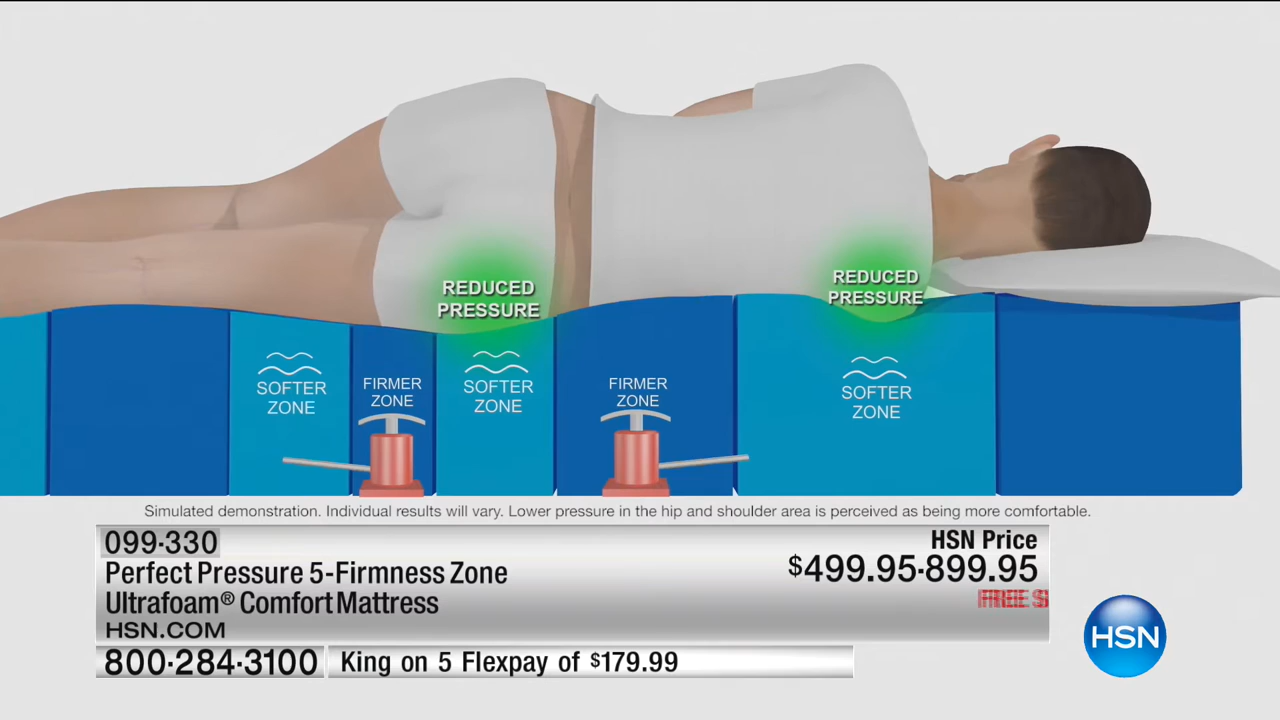 REDUCED
PRESSURE
REDUCED
PRESSURE
SOFTER
ZONE
FIRMER
ZONE
SOFTER
ZONE
FIRMER
ZONE
SOFTER
ZONE
Simulated demonstration. Individual results will vary. Lower pressure in the hip and shoulder area is perceived as being more comfortable.
099-330
HSN Price
Perfect Pressure 5-Firmness Zone
$499.95-899.95
Ultrafoam® Comfort Mattress
FREE S
HSN.COM
800·284·3100
King on 5 Flexpay of $179.99
HSN